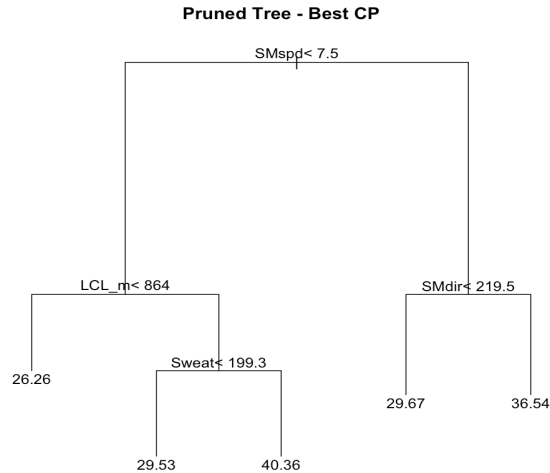 Pruned Tree - Best CP
SMspd< 7.5
LCL_m< 864
SMdir< 219.5
Sweat< 199.3
26.26
29.67
36.54
29.53
40.36